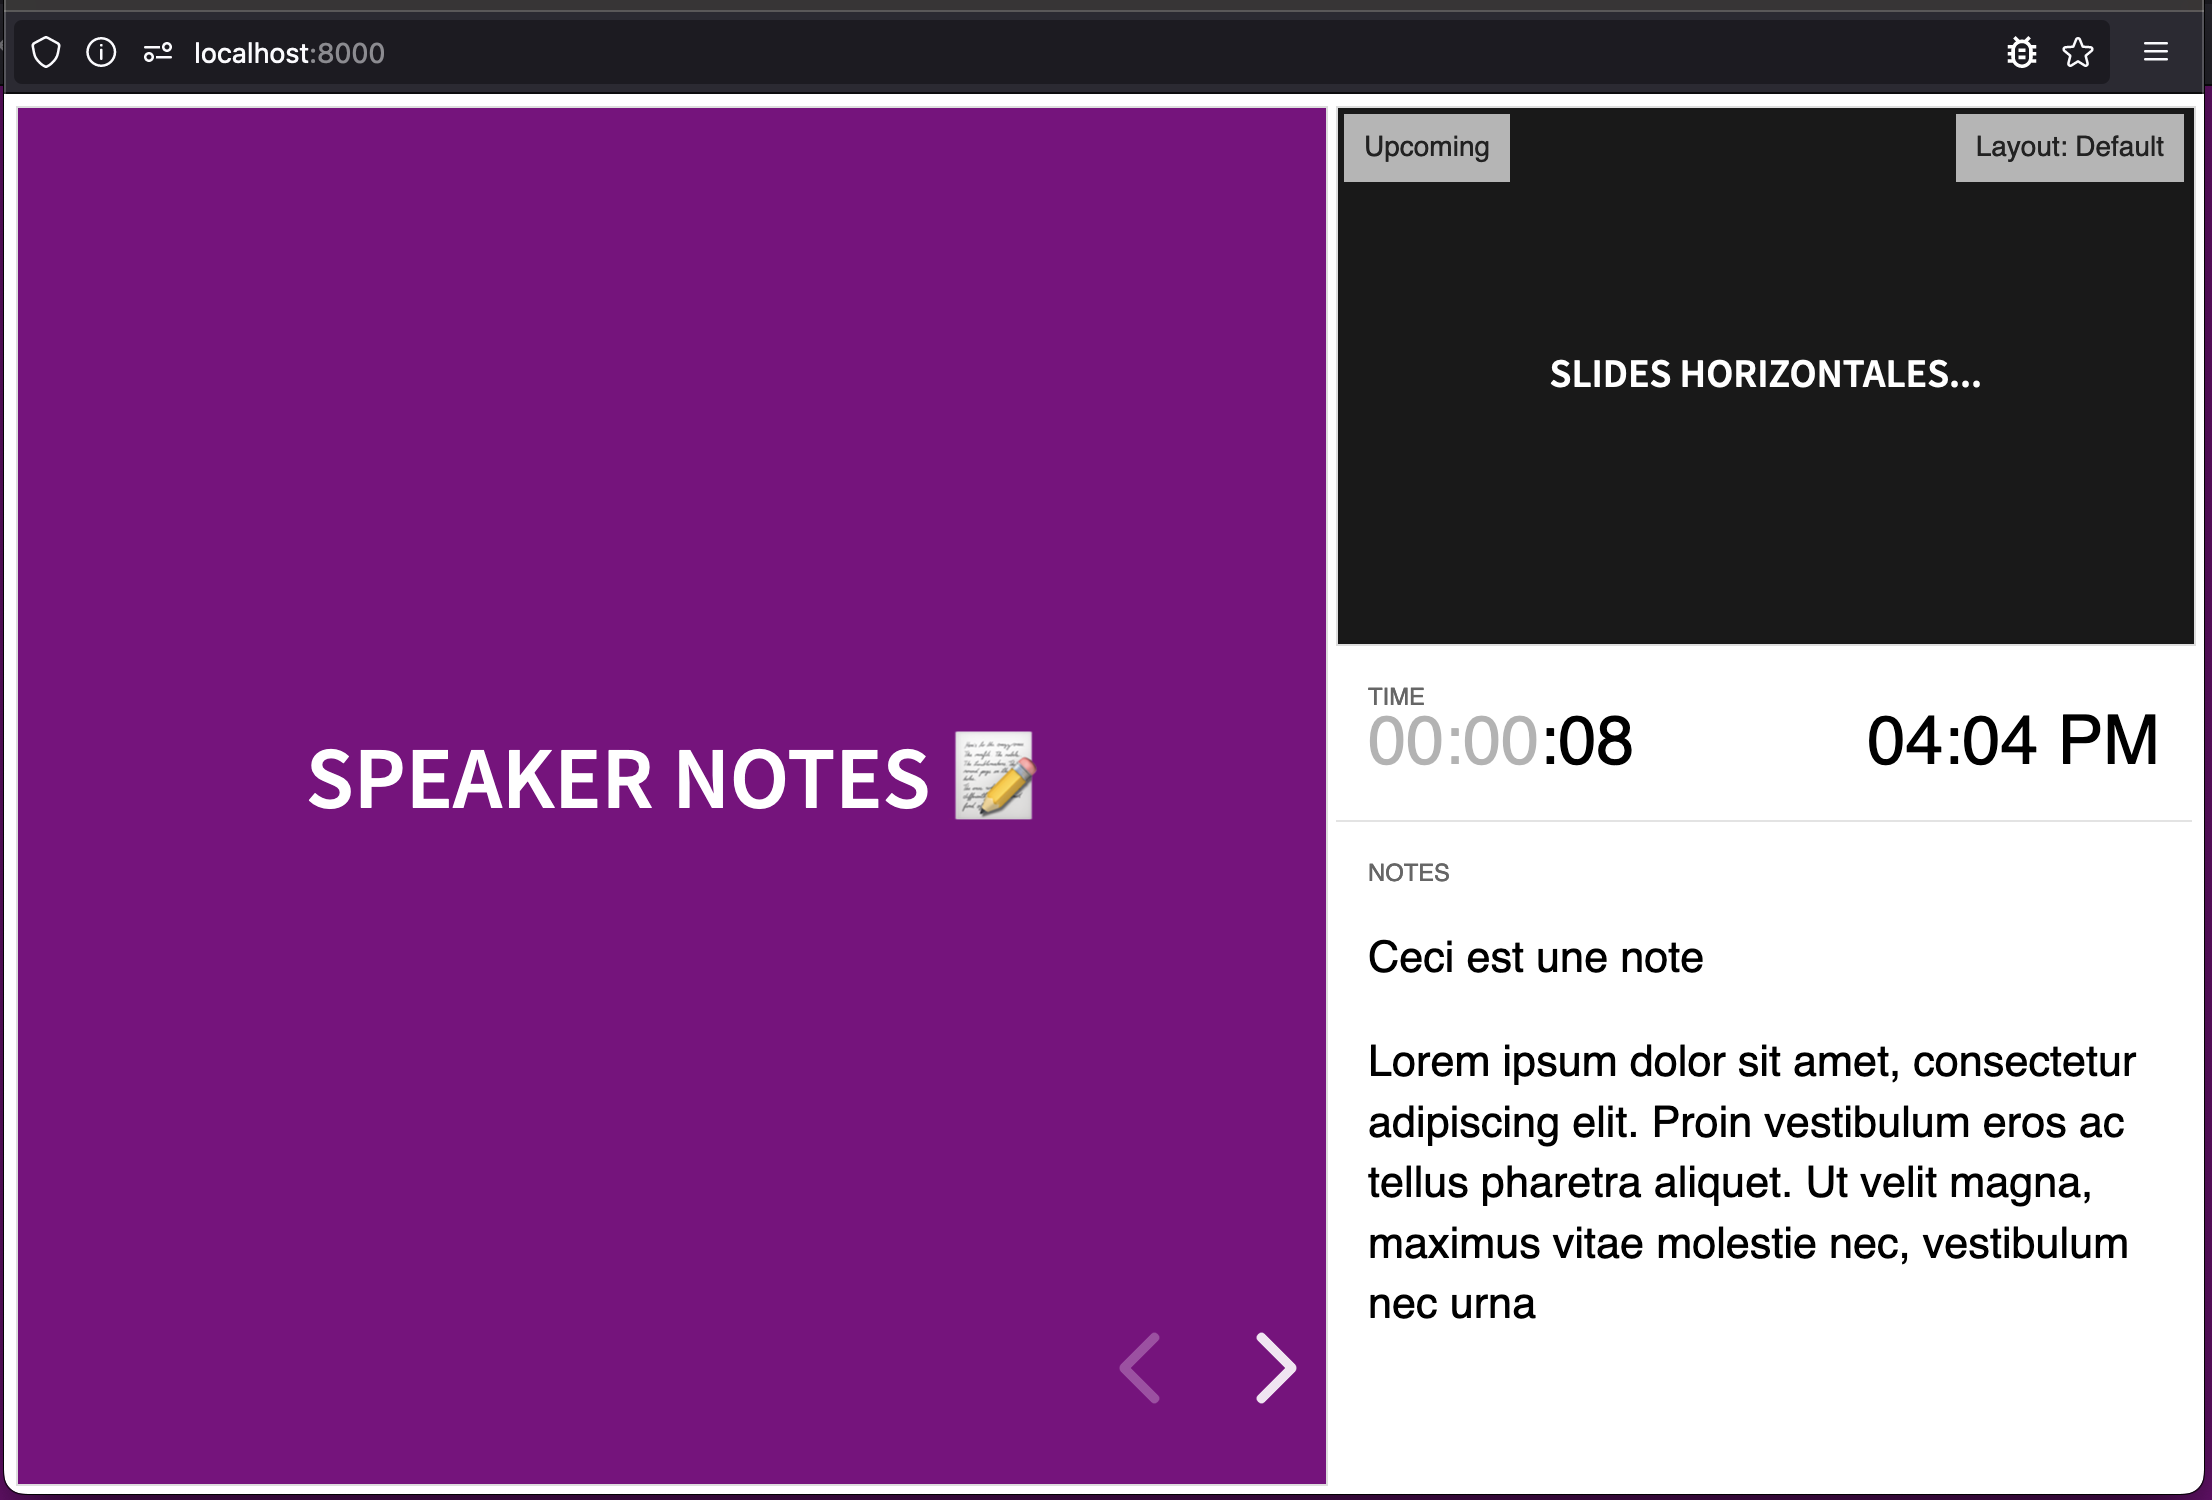 localhost:8000
SPEAKER NOTES
Upcoming
Layout: Default
SLIDES HORIZONTALES...
TIME
00:00:08
04:04 PM
NOTES
Ceci est une note
Lorem ipsum dolor sit amet, consectetur
adipiscing elit. Proin vestibulum eros ac
tellus pharetra aliquet. Ut velit magna,
maximus vitae molestie nec, vestibulum
nec urna